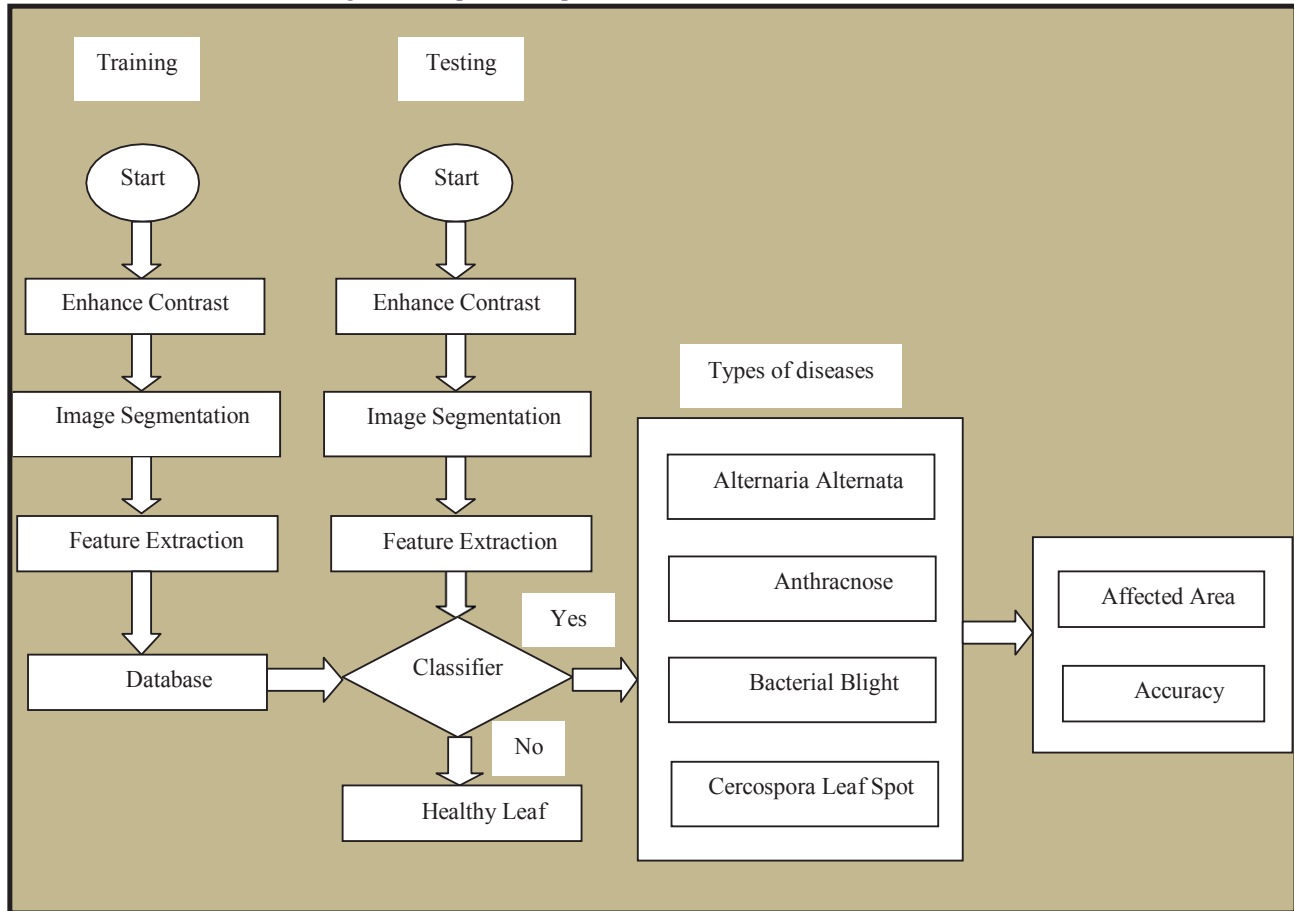 Training
Testing
Start
Start
Enhance Contrast
Enhance Contrast
Image Segmentation
Image Segmentation
Feature Extraction
Feature Extraction
Database
Classifier
Yes
No
Healthy Leaf
Types of diseases
Alternaria Alternata
Anthracnose
Bacterial Blight
Cercospora Leaf Spot
Affected Area
Accuracy